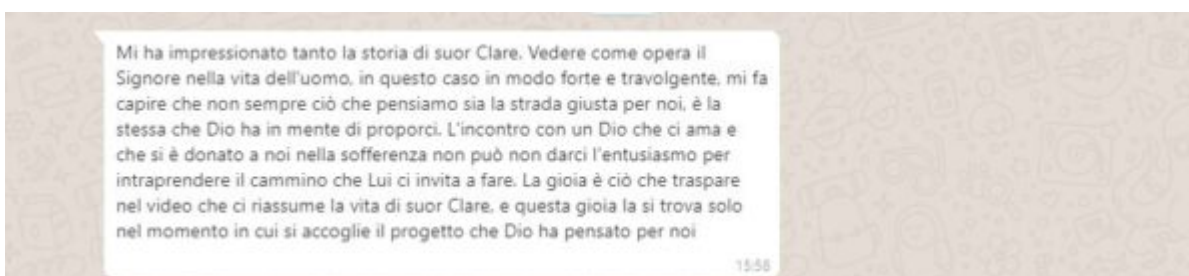 Mi ha impressionato tanto la storia di suor Clare. Vedere come opera il
Signore nella vita dell'uomo, in questo caso in modo forte e travolgente, mi fa
capire che non sempre ciò che pensiamo sia la strada giusta per noi, è la
stessa che Dio ha in mente di proporci. L'incontro con un Dio che ci ama e
che si è donato a noi nella sofferenza non può non darci l'entusiasmo per
intraprendere il cammino che Lui ci invita a fare. La gioia è ciò che traspare
nel video che ci riassume la vita di suor Clare, e questa gioia la si trova solo
nel momento in cui si accoglie il progetto che Dio ha pensato per noi
15:56